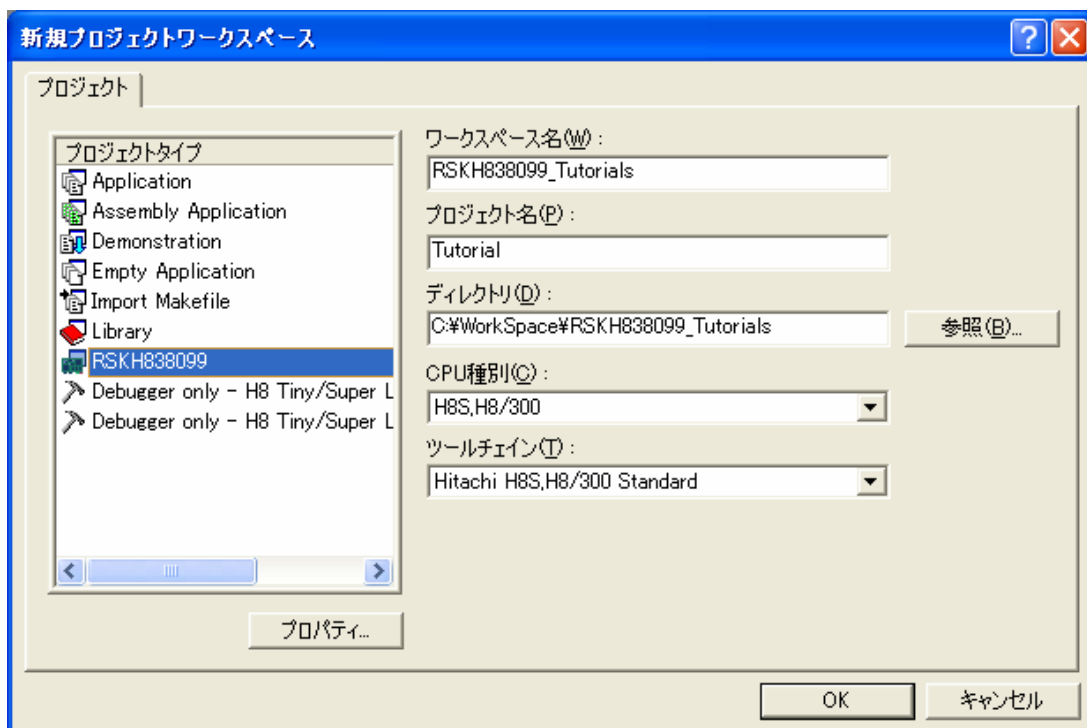 新規プロジェクトワークスペース
プロジェクト
プロジェクトタイプ
Application
Assembly Application
Demonstration
Empty Application
Import Makefile
Library
RSKH838099
Debugger only - H8 Tiny/Super L
Debugger only - H8 Tiny/Super L
プロパティ...
ワークスペース名(W):
RSKH838099_Tutorials
プロジェクト名(P):
Tutorial
ディレクトリ(D):
C:¥WorkSpace¥RSKH838099_Tutorials
参照(B)...
CPU種別(C):
H8S,H8/300
ツールチェイン(T):
Hitachi H8S,H8/300 Standard
OK
キャンセル